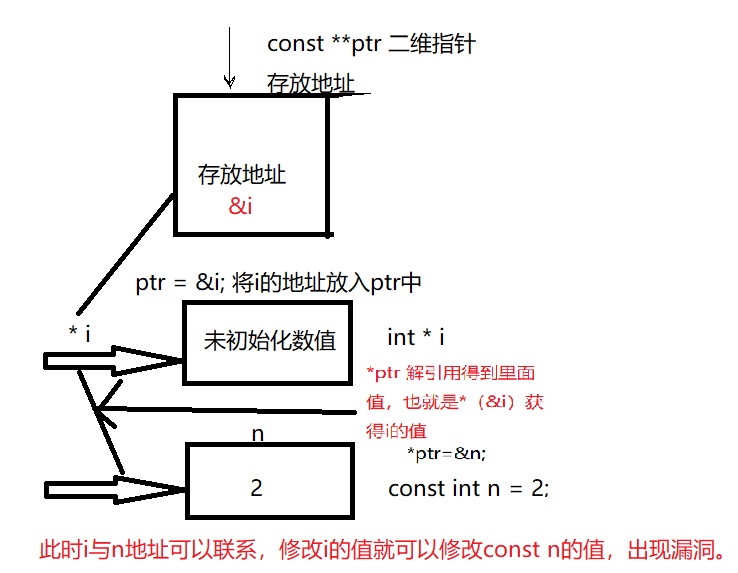 const **ptr 二维指针
存放地址
存放地址
&i
ptr = &i; 将i的地址放入ptr中
* i
未初始化数值
int * i
*ptr 解引用得到里面
值，也就是*（&i）获
得i的值
n
*ptr=&n;
2
const int n = 2;
此时i与n地址可以联系，修改i的值就可以修改const n的值，出现漏洞。